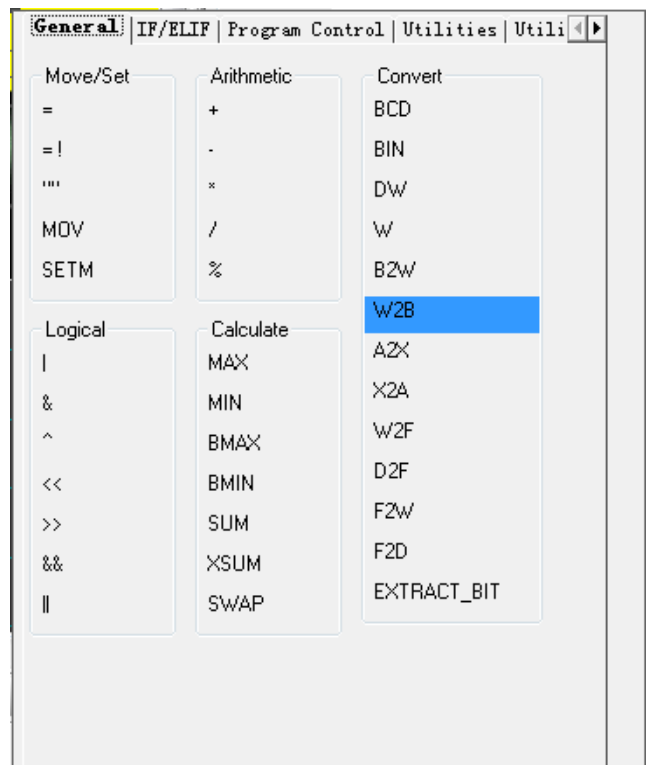 General IF/ELIF Program Control Utilities Utili
Move/Set
=
=!
""
MOV
SETM
Arithmetic
+
-
*
/
%
Convert
BCD
BIN
DW
W
B2W
W2B
A2X
X2A
W2F
D2F
F2W
F2D
EXTRACT_BIT
Logical
|
&
^
<<
>>
&&
||
Calculate
MAX
MIN
BMAX
BMIN
SUM
XSUM
SWAP